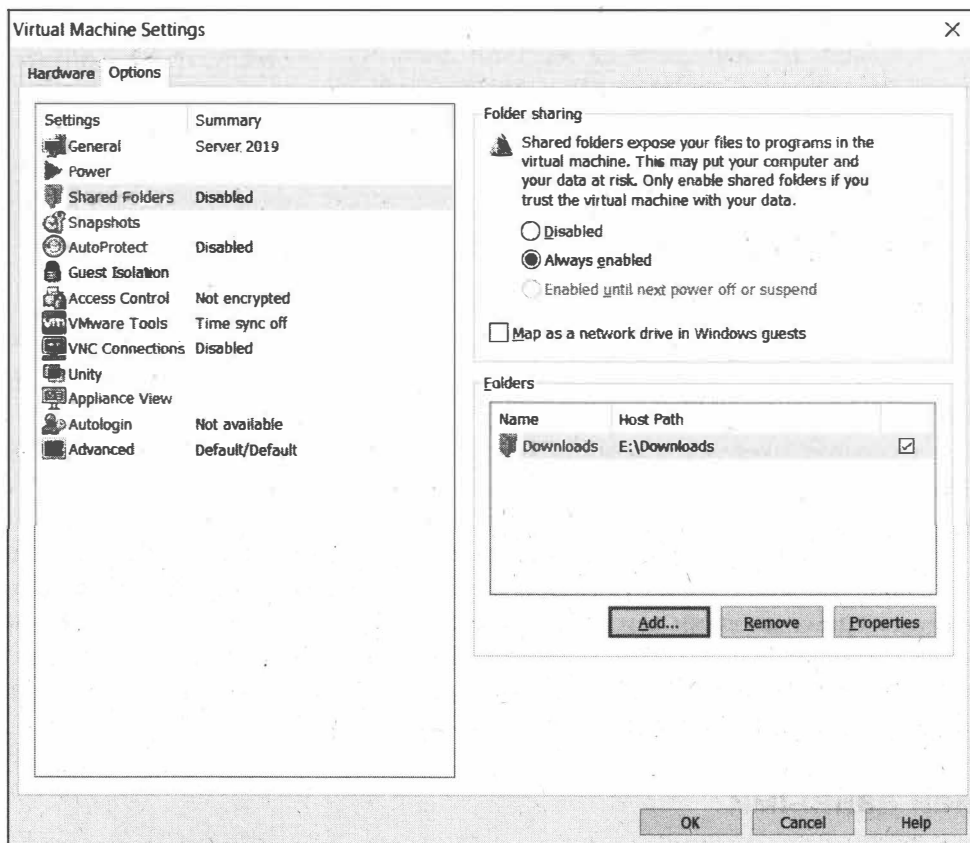 Virtual Machine Settings
Hardware Options
Settings Summary
General Server 2019
Power
Shared Folders Disabled
Snapshots
AutoProtect Disabled
Guest Isolation
Access Control Not encrypted
VMware Tools Time sync off
VNC Connections Disabled
Unity
Appliance View
Autologin Not available
Advanced Default/Default
Folder sharing
Shared folders expose your files to programs in the
virtual machine. This may put your computer and
your data at risk. Only enable shared folders if you
trust the virtual machine with your data.
Disabled
Always enabled
Enabled until next power off or suspend
Map as a network drive in Windows guests
Folders
Name Host Path
Downloads E:\Downloads
Add... Remove Properties
OK Cancel Help